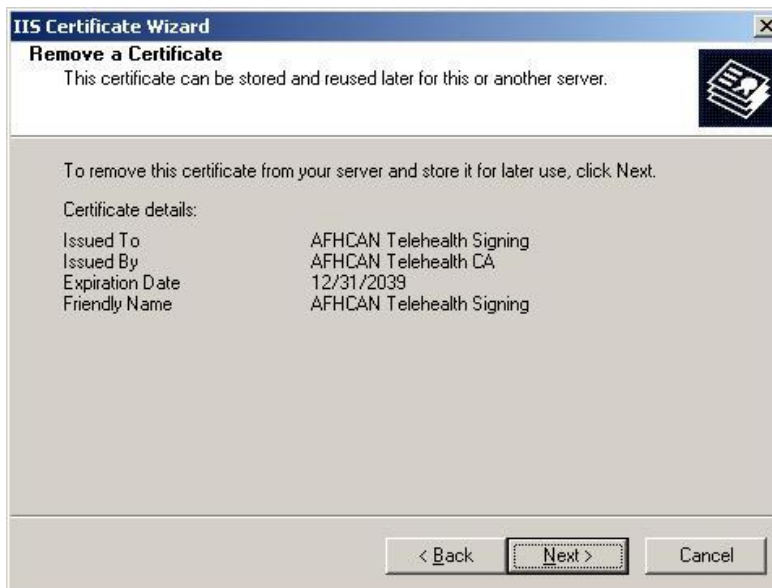 IIS Certificate Wizard
Remove a Certificate
This certificate can be stored and reused later for this or another server.
To remove this certificate from your server and store it for later use, click Next.
Certificate details:
Issued To AFHCAN Telehealth Signing
Issued By AFHCAN Telehealth CA
Expiration Date 12/31/2039
Friendly Name AFHCAN Telehealth Signing
< Back Next > Cancel